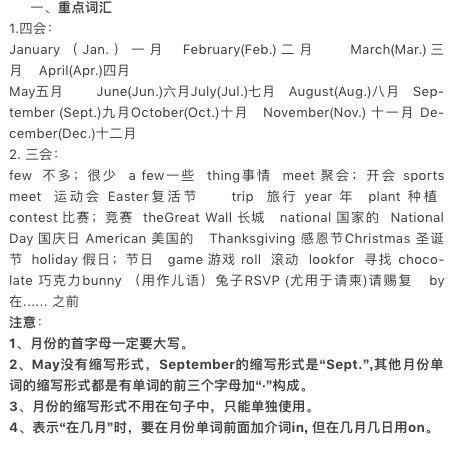 一、重点词汇
1.四会：
January （Jan.）一月 February(Feb.)二月 March(Mar.)三
月 April(Apr.)四月
May五月 June(Jun.)六月July(Jul.)七月 August(Aug.)八月 Sep-
tember (Sept.)九月October(Oct.)十月 November(Nov.) 十一月 De-
cember(Dec.)十二月
2. 三会：
few 不多；很少 a few一些 thing事情 meet 聚会；开会 sports
meet 运动会 Easter复活节 trip 旅行 year 年 plant 种植
contest 比赛；竞赛 theGreat Wall 长城 national 国家的 National
Day 国庆日 American 美国的 Thanksgiving 感恩节Christmas 圣诞
节 holiday 假日；节日 game 游戏 roll 滚动 lookfor 寻找 choco-
late 巧克力bunny （用作儿语）兔子RSVP (尤用于请柬)请赐复 by
在...... 之前
注意：
1、月份的首字母一定要大写。
2、May没有缩写形式，September的缩写形式是“Sept.”,其他月份单
词的缩写形式都是有单词的前三个字母加“·”构成。
3、月份的缩写形式不用在句子中，只能单独使用。
4、表示“在几月”时，要在月份单词前面加介词in, 但在几月几日用on。